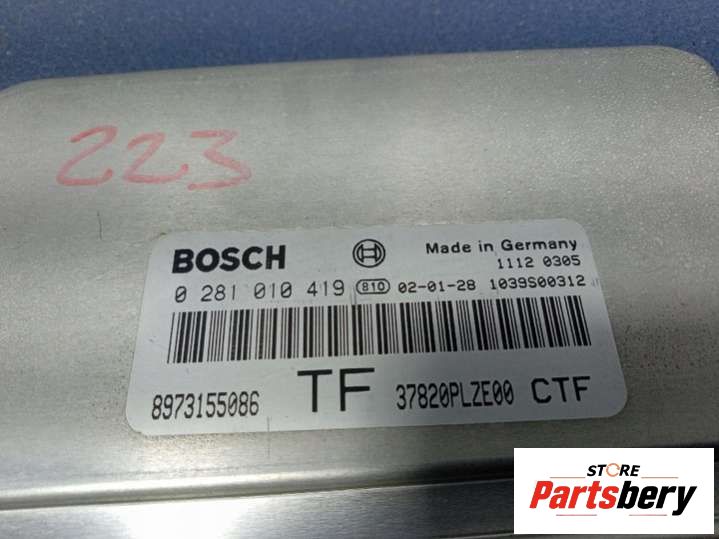 223
BOSCH
Made in Germany
1112 0305
0 281 010 419 810 02-01-28 1039S00312
8973155086 TF 37820PLZE00 CTF
STORE
Partsbery